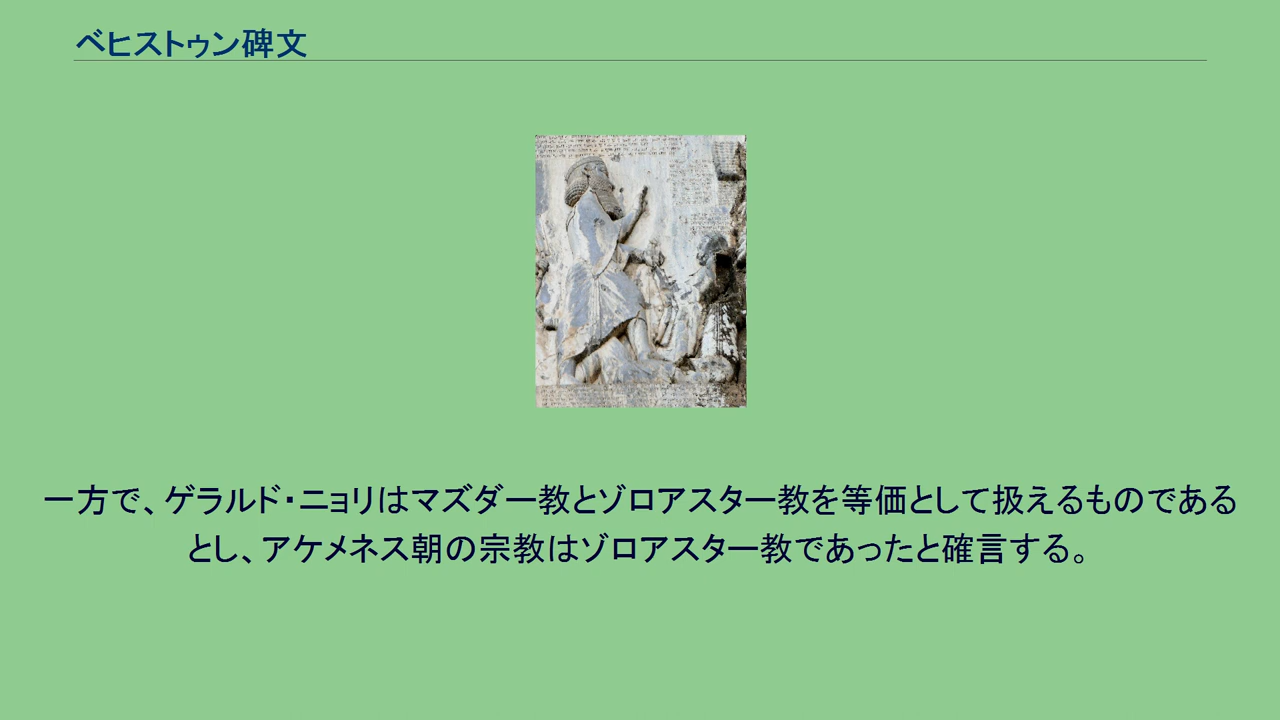 ベヒストゥン碑文
一方で、ゲラルド・ニョリはマズダー教とゾロアスター教を等価として扱えるものである
とし、アケメネス朝の宗教はゾロアスター教であったと確言する。